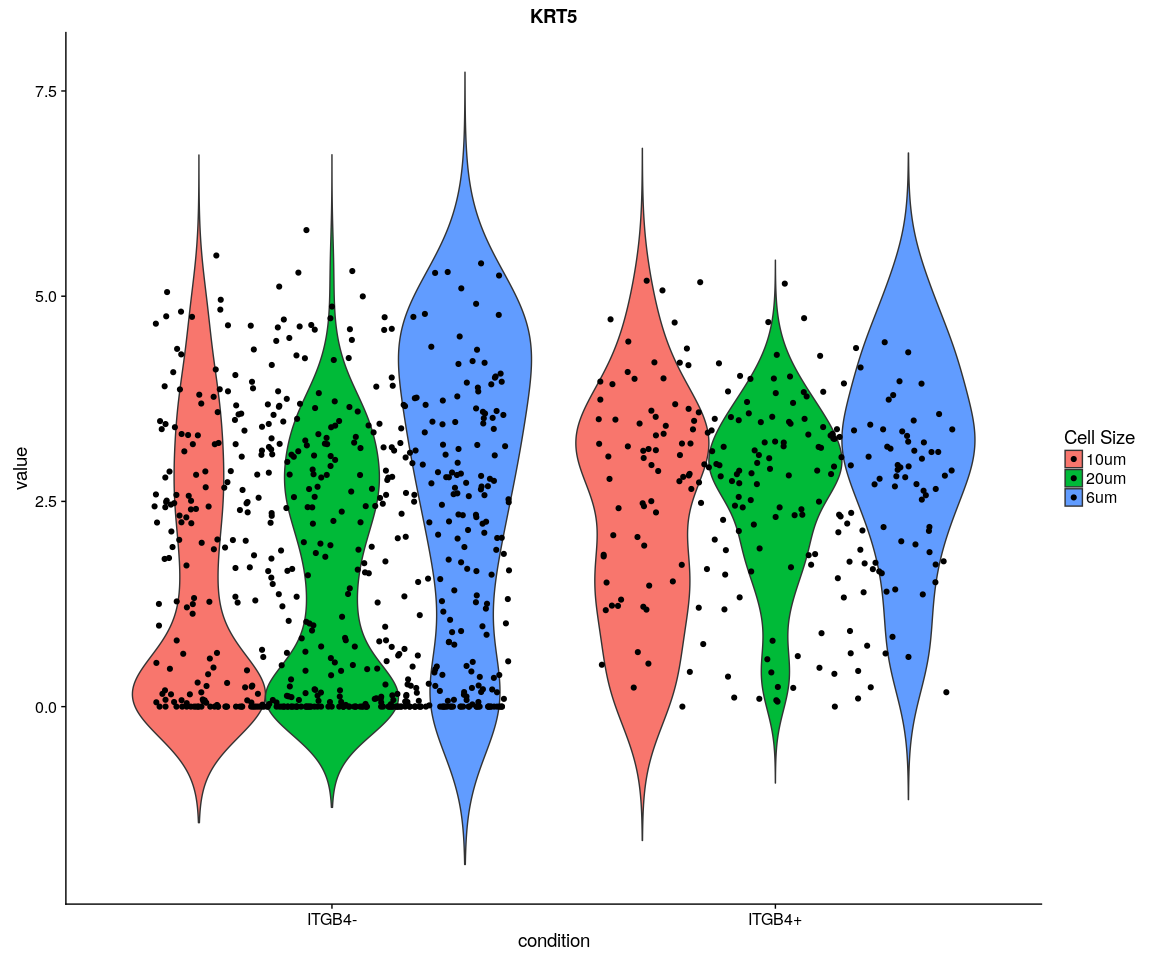 KRT5
7.5
5.0
2.5
0.0
value
ITGB4-
ITGB4+
condition
Cell Size
10um
20um
6um